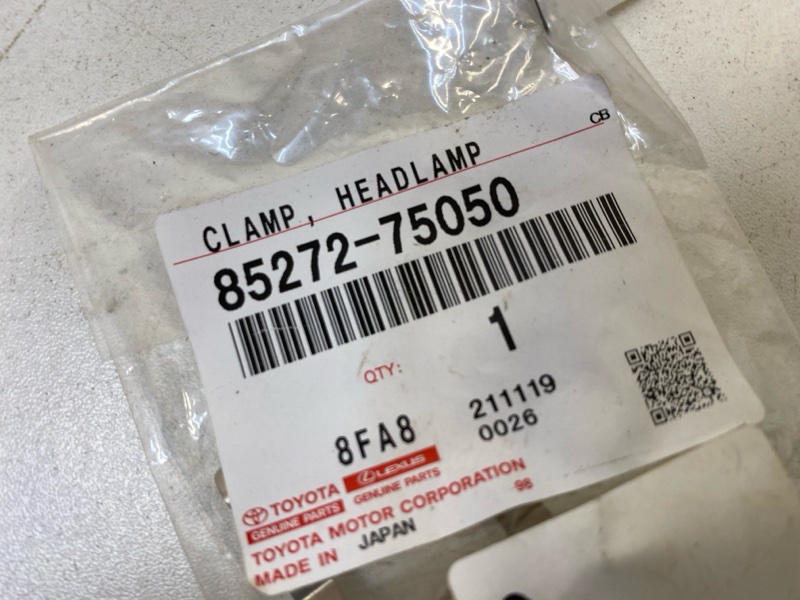 CB
CLAMP, HEADLAMP
85272-75050
QTY: 1
8FA8 211119
0026
TOYOTA LEXUS
GENUINE PARTS GENUINE PARTS
TOYOTA MOTOR CORPORATION
98
MADE IN JAPAN